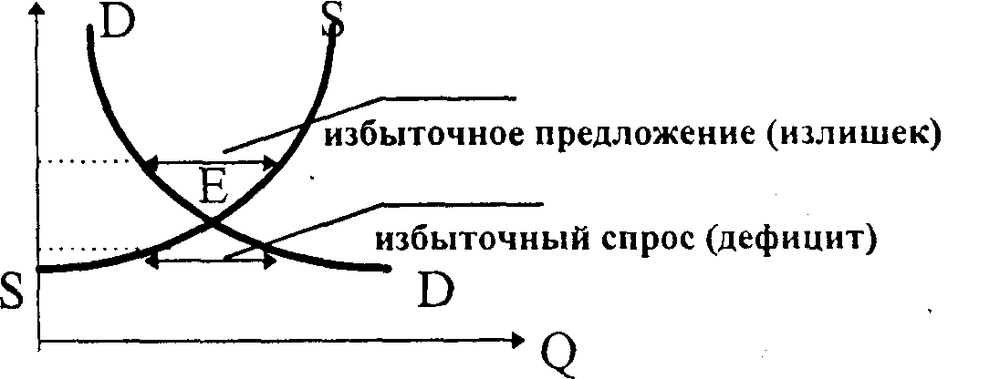 D S
избыточное предложение (излишек)
E
избыточный спрос (дефицит)
S D
Q